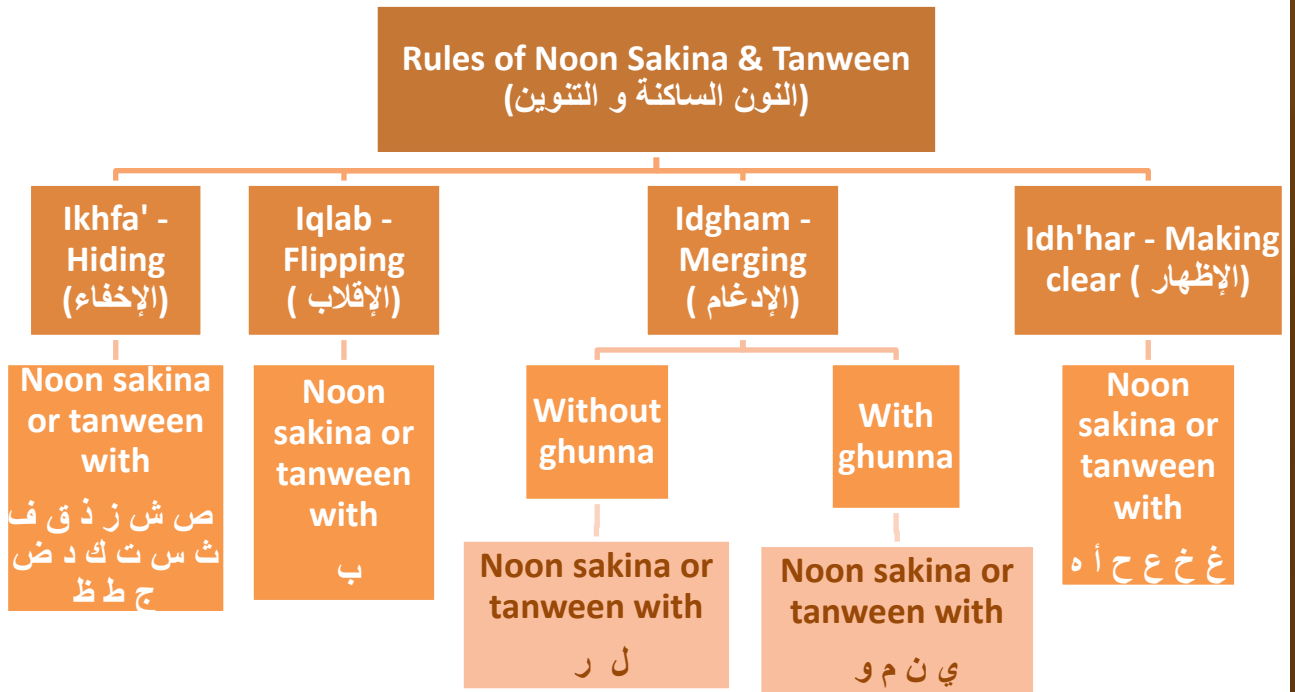 Rules of Noon Sakina & Tanween
(النون الساكنة و التنوين)
Ikhfa' -
Hiding
(الإخفاء)
Iqlab -
Flipping
(الإقلاب )
Idgham -
Merging
(الإدغام )
Idh'har - Making
clear ( الإظهار)
Noon sakina
or tanween
with
ص ش ز ذ ق ف
ث س ت ك د ض
ج ط ظ
Noon
sakina or
tanween
with
ب
Without
ghunna
With
ghunna
Noon
sakina or
tanween
with
غ خ ع ح أ ه
Noon sakina or
tanween with
ل ر
Noon sakina or
tanween with
ي ن م و